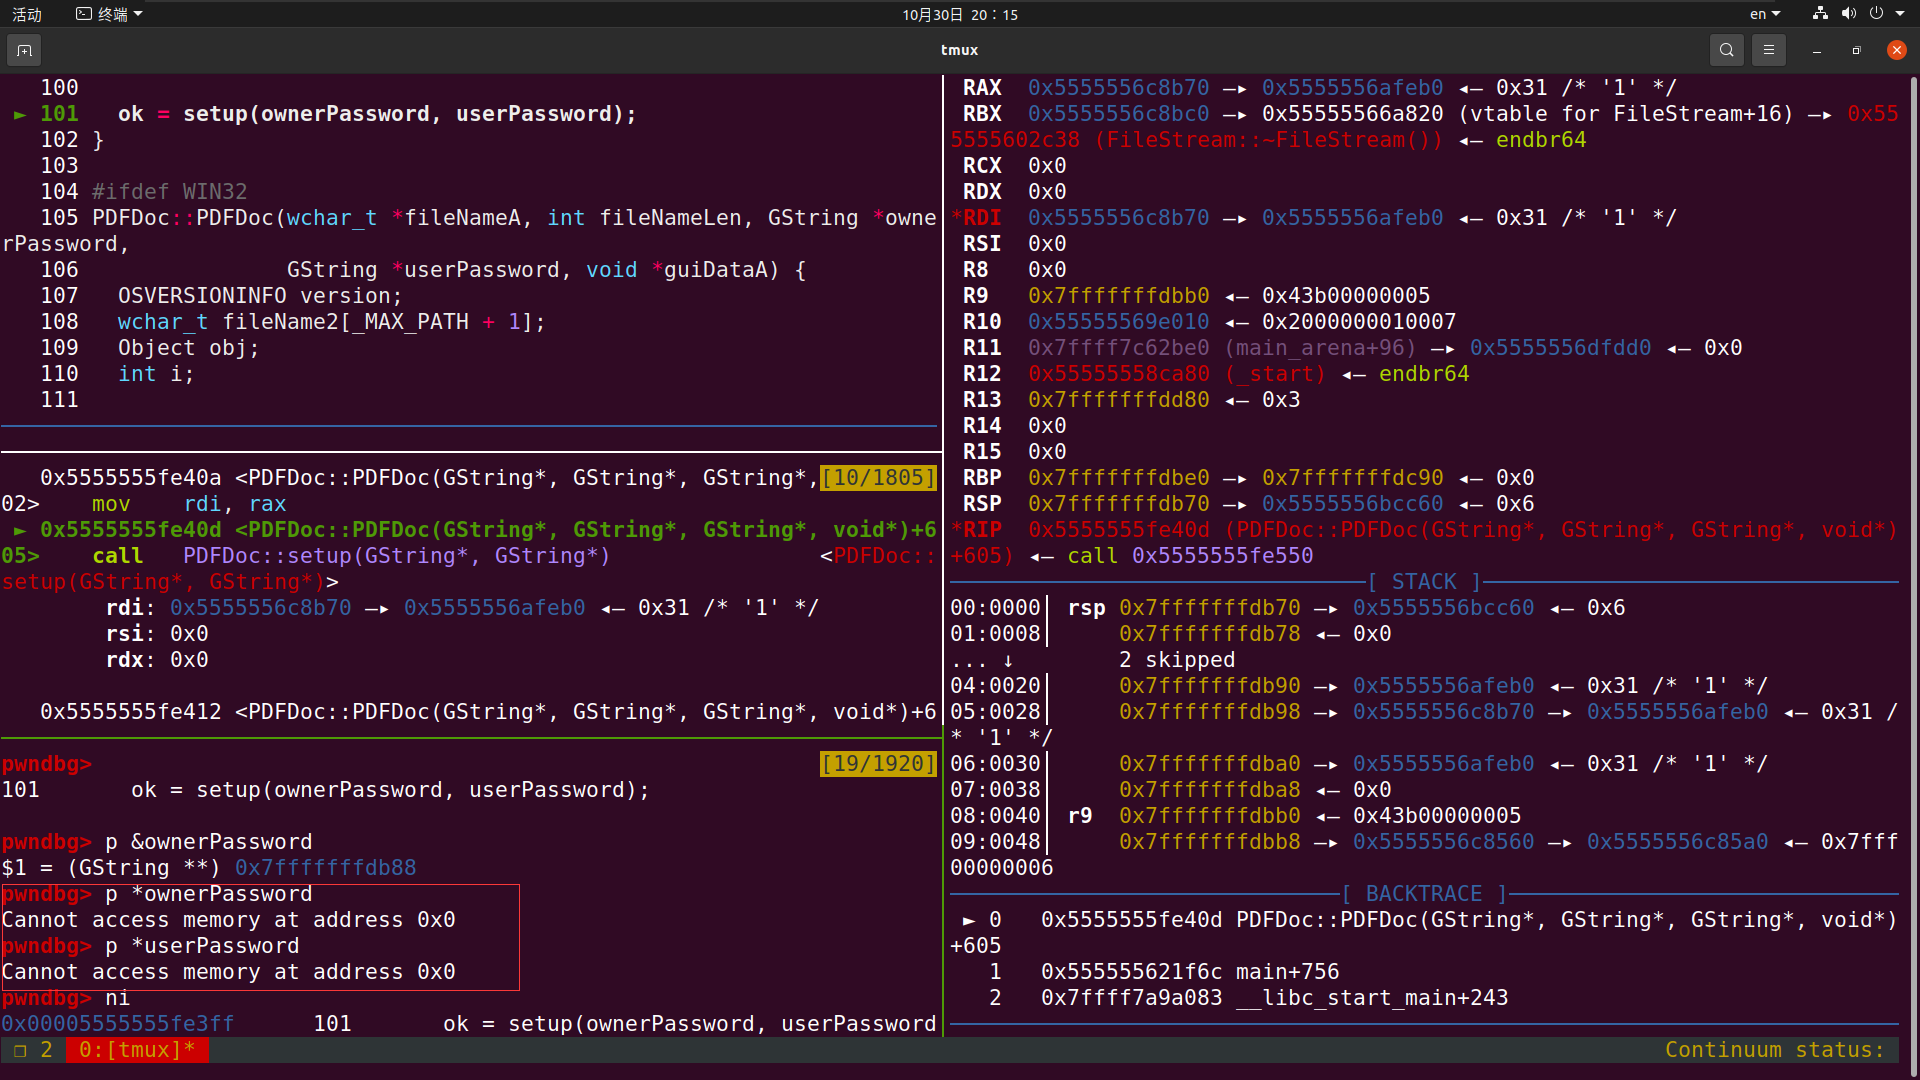 活动
终端
10月30日 20：15
en
tmux
100
► 101   ok = setup(ownerPassword, userPassword);
102 }
103
104 #ifdef WIN32
105 PDFDoc::PDFDoc(wchar_t *fileNameA, int fileNameLen, GString *owne
rPassword,
106                GString *userPassword, void *guiDataA) {
107   OSVERSIONINFO version;
108   wchar_t fileName2[_MAX_PATH + 1];
109   Object obj;
110   int i;
111
0x5555555fe40a <PDFDoc::PDFDoc(GString*, GString*, GString*,[10/1805]
02>    mov    rdi, rax
► 0x5555555fe40d <PDFDoc::PDFDoc(GString*, GString*, GString*, void*)+6
05>    call   PDFDoc::setup(GString*, GString*)                <PDFDoc::
setup(GString*, GString*)>
rdi: 0x5555556c8b70 —▸ 0x5555556afeb0 ◂— 0x31 /* '1' */
rsi: 0x0
rdx: 0x0
0x5555555fe412 <PDFDoc::PDFDoc(GString*, GString*, GString*, void*)+6
pwndbg> [19/1920]
101       ok = setup(ownerPassword, userPassword);
pwndbg> p &ownerPassword
$1 = (GString **) 0x7fffffffdb88
pwndbg> p *ownerPassword
Cannot access memory at address 0x0
pwndbg> p *userPassword
Cannot access memory at address 0x0
pwndbg> ni
0x00005555555fe3ff      101       ok = setup(ownerPassword, userPassword
RAX  0x5555556c8b70 —▸ 0x5555556afeb0 ◂— 0x31 /* '1' */
RBX  0x5555556c8bc0 —▸ 0x55555566a820 (vtable for FileStream+16) —▸ 0x55
5555602c38 (FileStream::~FileStream()) ◂— endbr64
RCX  0x0
RDX  0x0
*RDI  0x5555556c8b70 —▸ 0x5555556afeb0 ◂— 0x31 /* '1' */
RSI  0x0
R8   0x0
R9   0x7fffffffdbb0 ◂— 0x43b00000005
R10  0x55555569e010 ◂— 0x2000000010007
R11  0x7ffff7c62be0 (main_arena+96) —▸ 0x5555556dfdd0 ◂— 0x0
R12  0x55555558ca80 (_start) ◂— endbr64
R13  0x7fffffffdd80 ◂— 0x3
R14  0x0
R15  0x0
RBP  0x7fffffffdbe0 —▸ 0x7fffffffdc90 ◂— 0x0
RSP  0x7fffffffdb70 —▸ 0x5555556bcc60 ◂— 0x6
*RIP  0x5555555fe40d (PDFDoc::PDFDoc(GString*, GString*, GString*, void*)
+605) ◂— call 0x5555555fe550
[ STACK ]
00:0000│ rsp 0x7fffffffdb70 —▸ 0x5555556bcc60 ◂— 0x6
01:0008│     0x7fffffffdb78 ◂— 0x0
... ↓        2 skipped
04:0020│     0x7fffffffdb90 —▸ 0x5555556afeb0 ◂— 0x31 /* '1' */
05:0028│     0x7fffffffdb98 —▸ 0x5555556c8b70 —▸ 0x5555556afeb0 ◂— 0x31 /
* '1' */
06:0030│     0x7fffffffdba0 —▸ 0x5555556afeb0 ◂— 0x31 /* '1' */
07:0038│     0x7fffffffdba8 ◂— 0x0
08:0040│ r9  0x7fffffffdbb0 ◂— 0x43b00000005
09:0048│     0x7fffffffdbb8 —▸ 0x5555556c8560 —▸ 0x5555556c85a0 ◂— 0x7fff
00000006
[ BACKTRACE ]
► 0   0x5555555fe40d PDFDoc::PDFDoc(GString*, GString*, GString*, void*)
+605
1   0x555555621f6c main+756
2   0x7ffff7a9a083 __libc_start_main+243
❐ 2  0:[tmux]*
Continuum status: